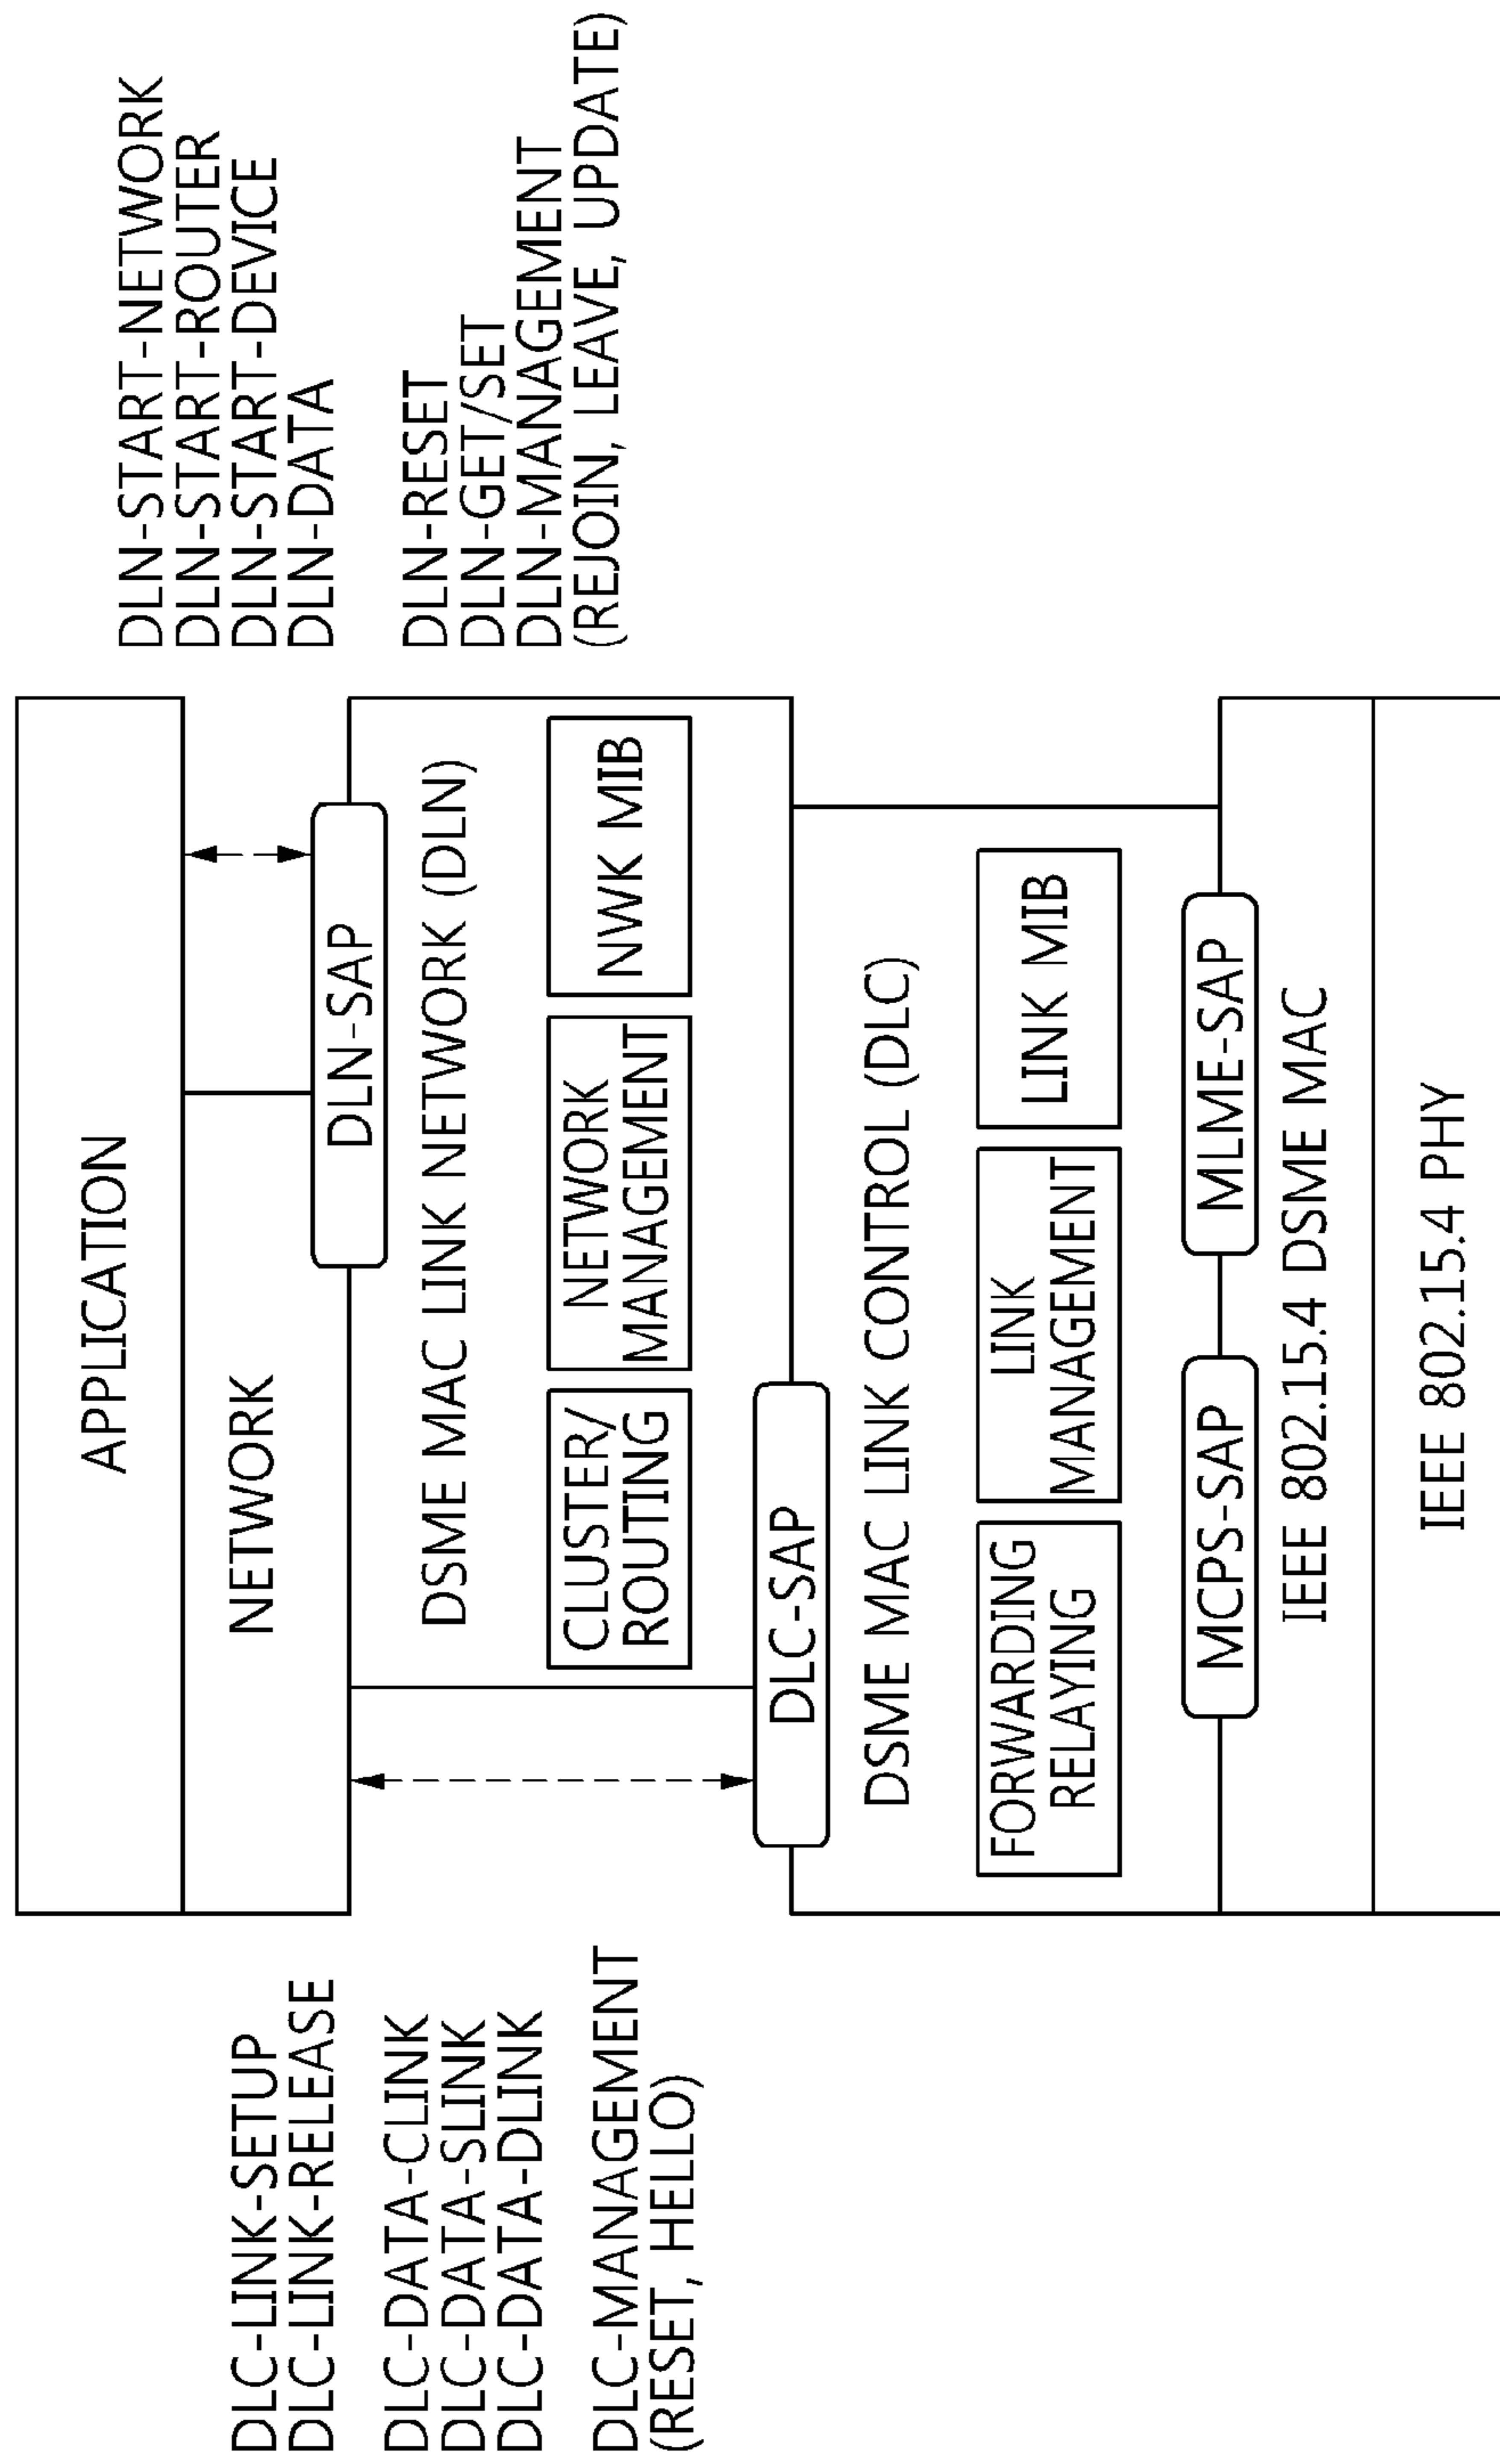 DLC-LINK-SETUP
DLC-LINK-RELEASE
DLC-DATA-CLINK
DLC-DATA-SLINK
DLC-DATA-DLINK
DLC-MANAGEMENT
(RESET, HELLO)
APPLICATION
NETWORK
DLN-SAP
DSME MAC LINK NETWORK (DLN)
CLUSTER/
ROUTING
NETWORK
MANAGEMENT
NWK MIB
DLC-SAP
DSME MAC LINK CONTROL (DLC)
FORWARDING
RELAYING
LINK
MANAGEMENT
LINK MIB
MCPS-SAP
MLME-SAP
IEEE 802.15.4 DSME MAC
IEEE 802.15.4 PHY
DLN-START-NETWORK
DLN-START-ROUTER
DLN-START-DEVICE
DLN-DATA
DLN-RESET
DLN-GET/SET
DLN-MANAGEMENT
(REJOIN, LEAVE, UPDATE)